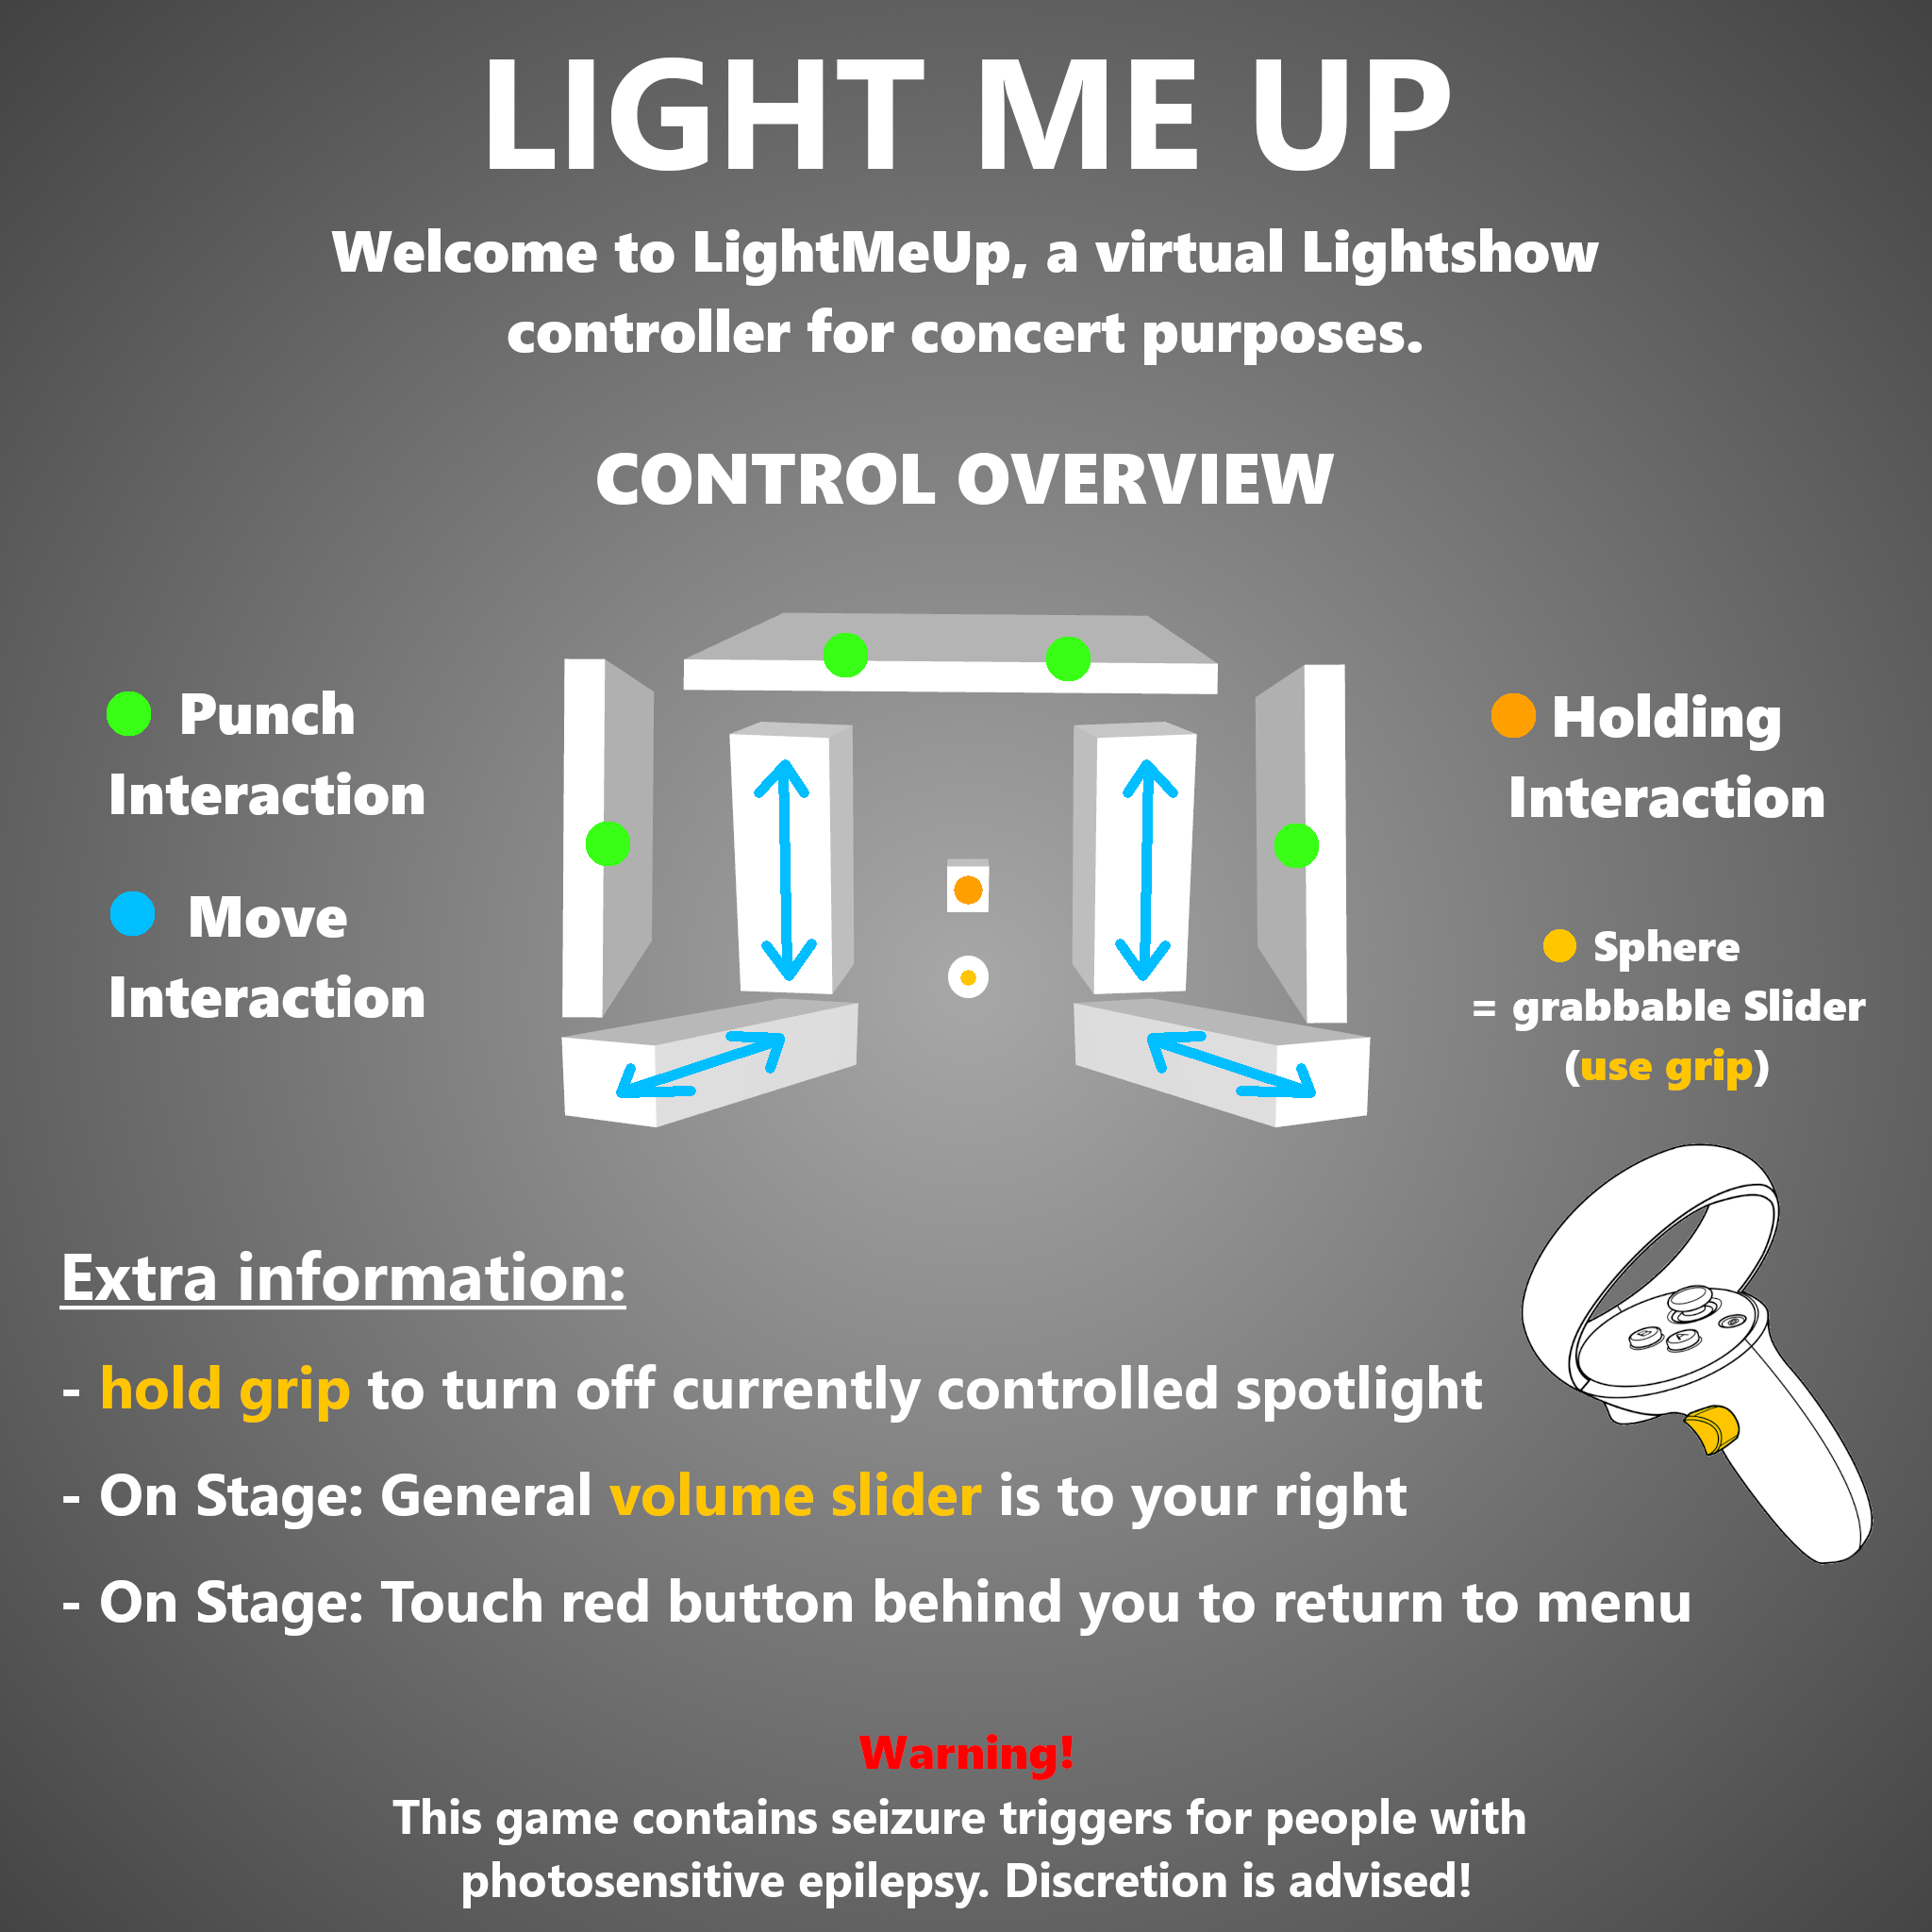 LIGHT ME UP
Welcome to LightMeUp, a virtual Lightshow
controller for concert purposes.
CONTROL OVERVIEW
Punch
Interaction
Move
Interaction
Holding
Interaction
Sphere
= grabbable Slider
(use grip)
Extra information:
- hold grip to turn off currently controlled spotlight
- On Stage: General volume slider is to your right
- On Stage: Touch red button behind you to return to menu
Warning!
This game contains seizure triggers for people with
photosensitive epilepsy. Discretion is advised!